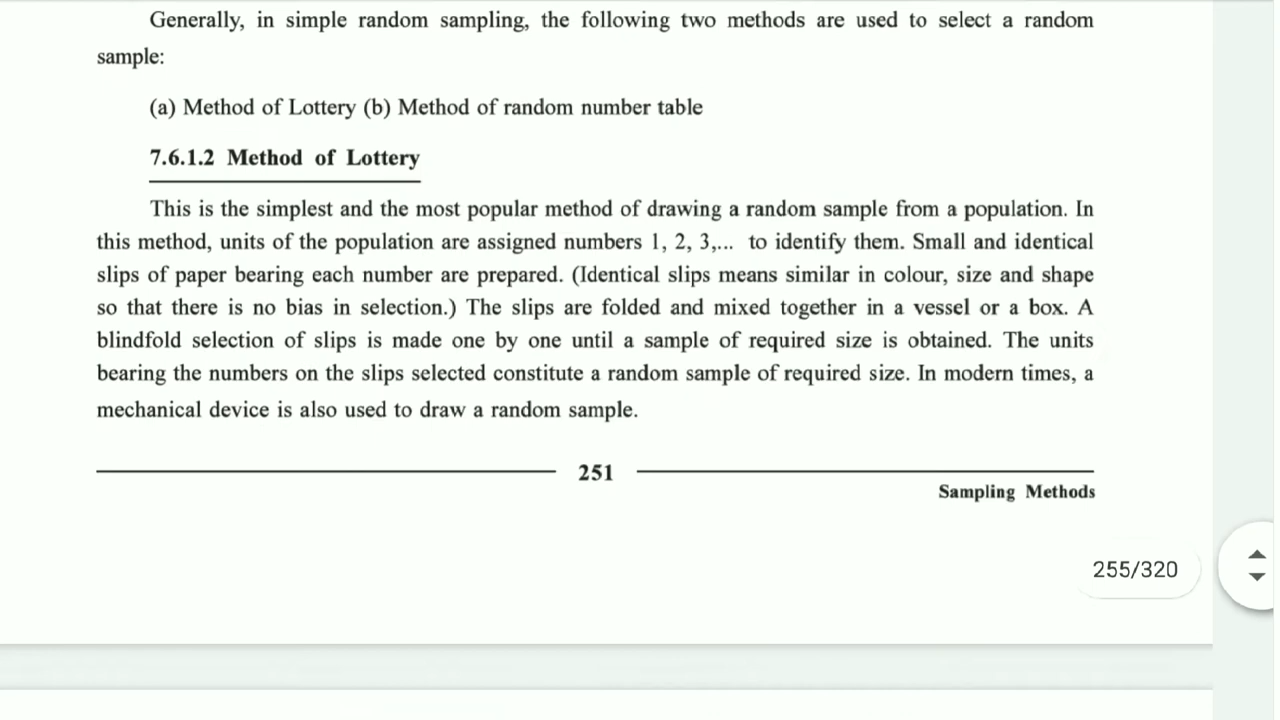 Generally, in simple random sampling, the following two methods are used to select a random
sample:
(a) Method of Lottery (b) Method of random number table
7.6.1.2 Method of Lottery
This is the simplest and the most popular method of drawing a random sample from a population. In
this method, units of the population are assigned numbers 1, 2, 3,... to identify them. Small and identical
slips of paper bearing each number are prepared. (Identical slips means similar in colour, size and shape
so that there is no bias in selection.) The slips are folded and mixed together in a vessel or a box. A
blindfold selection of slips is made one by one until a sample of required size is obtained. The units
bearing the numbers on the slips selected constitute a random sample of required size. In modern times, a
mechanical device is also used to draw a random sample.
251
Sampling Methods
255/320